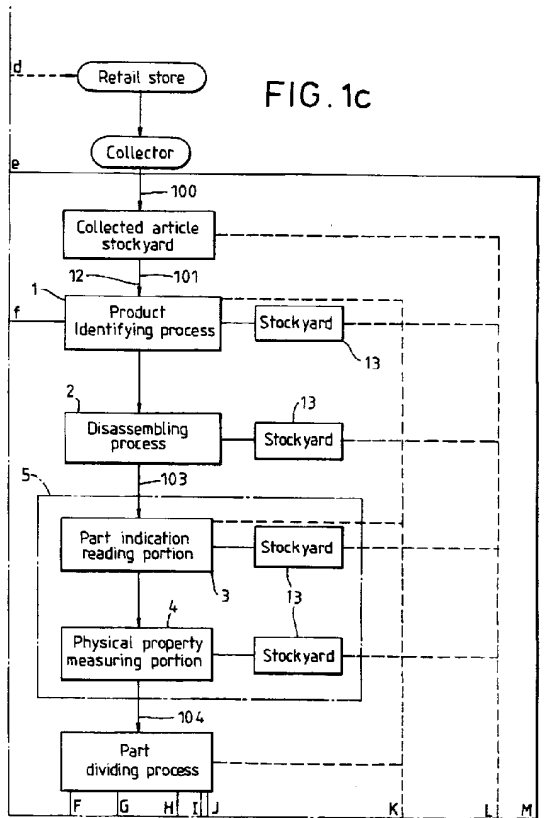 d
Retail store
FIG. 1c
Collector
e
100
Collected article
stockyard
12
101
1
Product
Identifying process
Stockyard
f
13
2
13
Disassembling
process
Stockyard
5
103
Part indication
reading portion
Stockyard
3
13
4
Physical property
measuring portion
Stockyard
104
Part
dividing process
F G H I J K L M